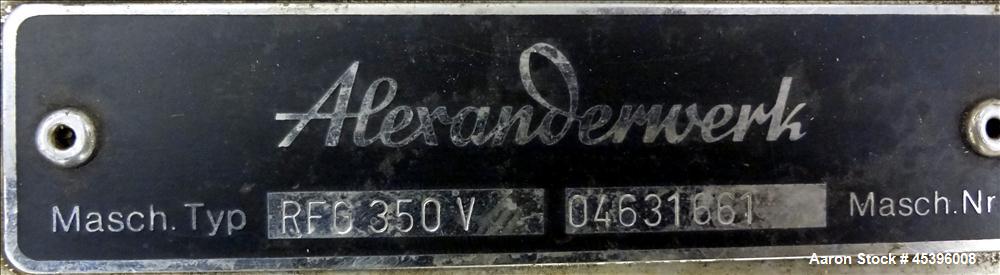 Alexanderwerk
Masch. Typ RFG 350 V 04631661 Masch. Nr
Aaron Stock # 45396008